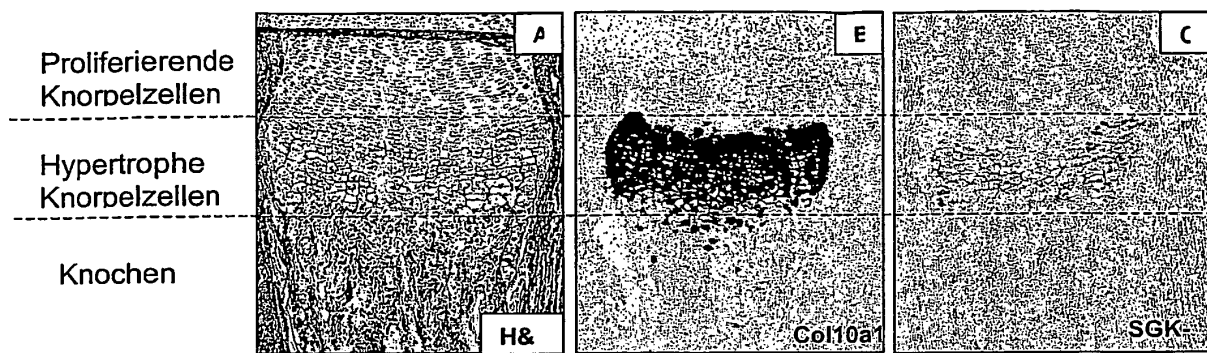 Proliferierende
Knorpelzellen
Hypertrophe
Knorpelzellen
Knochen
A
H&
E
Col10a1
C
SGK